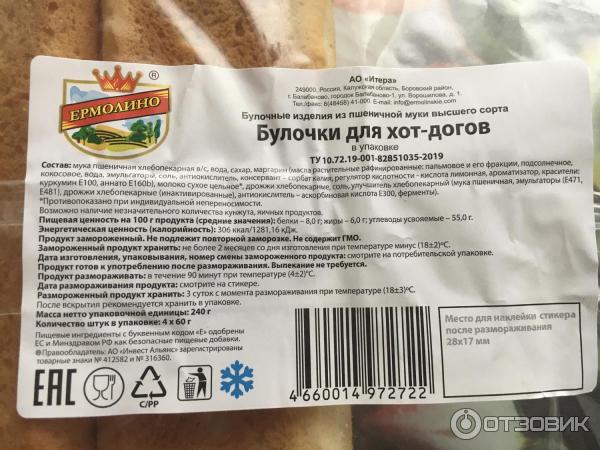 АО «Итера»
249000, Россия, Калужская область, Боровский район,
г. Балабаново, городок Балабаново-1, ул. Ворошилова, д. 1.
Тел./факс: 8(48458) 41-000. E-mail: info@ermolinskie.com
®
ЕРМОЛИНО
Булочные изделия из пшеничной муки высшего сорта
Булочки для хот-догов
в упаковке
ТУ 10.72.19-001-82851035-2019
Состав: мука пшеничная хлебопекарная в/с, вода, сахар, маргарин (масла растительные рафинированные: пальмовое и его фракции, подсолнечное,
кокосовое, вода, эмульгаторы, соль, антиокислитель, консервант – сорбат калия, регулятор кислотности - кислота лимонная, ароматизатор, красители:
куркумин Е100, аннато Е160b), молоко сухое цельное*, дрожжи хлебопекарные, соль, улучшитель хлебопекарный (мука пшеничная, эмульгаторы (Е471,
Е481), дрожжи хлебопекарные (инактивированные), антиокислитель – аскорбиновая кислота Е300, ферменты).
*Противопоказано при индивидуальной непереносимости.
Возможно наличие незначительного количества кунжута, яичных продуктов.
Пищевая ценность на 100 г продукта (средние значения): белки – 8,0 г; жиры – 6,0 г; углеводы усвояемые – 55,0 г.
Энергетическая ценность (калорийность): 306 ккал/1281,16 кДж.
Продукт замороженный. Не подлежит повторной заморозке. Не содержит ГМО.
Замороженный продукт хранить: не более 2 месяцев со дня изготовления при температуре минус (18±2)°С.
Дата изготовления, упаковывания, номер смены замороженного продукта: смотрите на потребительской упаковке.
Продукт готов к употреблению после размораживания. Выпекание не требуется.
Продукт размораживать: в течение 90 минут при температуре (4±2)°С.
Дата размораживания продукта: смотрите на стикере.
Размороженный продукт хранить: 3 суток с момента размораживания при температуре (18±3)°С.
После вскрытия рекомендуют хранить в упаковке.
Масса нетто упаковочной единицы: 240 г
Количество штук в упаковке: 4 x 60 г
Пищевые ингредиенты с буквенным кодом «Е» одобрены
ЕС и Минздравом РФ как безопасные пищевые добавки.
®Правообладатель: АО «Инвест Альянс» зарегистрированы
товарные знаки № 412582 и № 316360.
Место для наклейки стикера
после размораживания
28x17 мм
EAC
C/PP
4 660014 972722
ОТЗОВИК